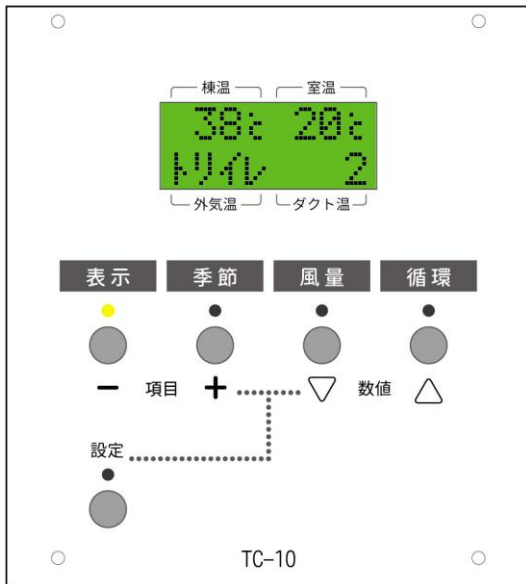 棟温 室温
38℃ 20℃
トリイレ 2
外気温 ダクト温
表示 季節 風量 循環
− 項目 + ▽ 数値 △
設定
TC-10